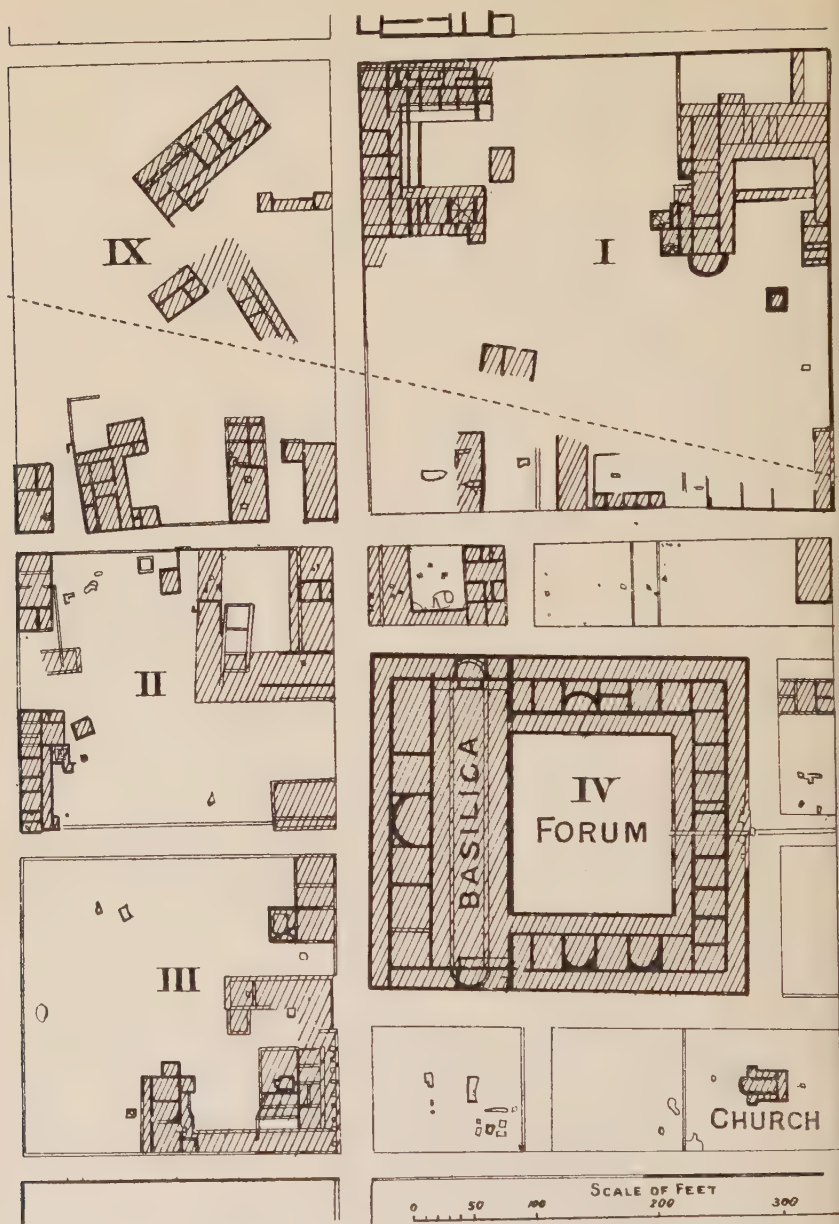 IX
I
II
BASILICA
IV
FORUM
III
CHURCH
SCALE OF FEET
0 50 100 200 300